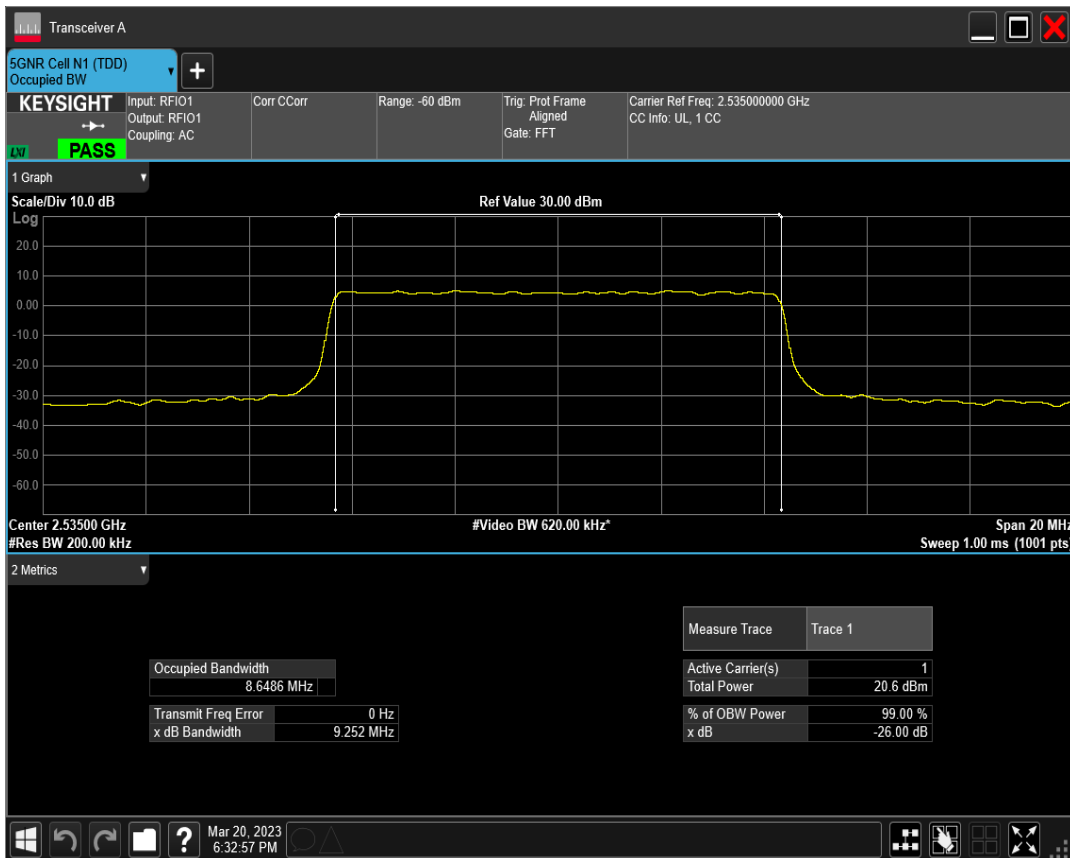 Transceiver A
5GNR Cell N1 (TDD)
Occupied BW
+
KEYSIGHT
LXI
PASS
Input: RFIO1
Output: RFIO1
Coupling: AC
Corr CCorr
Range: -60 dBm
Trig: Prot Frame
Aligned
Gate: FFT
Carrier Ref Freq: 2.535000000 GHz
CC Info: UL, 1 CC
1 Graph
Scale/Div 10.0 dB
Ref Value 30.00 dBm
Log
20.0
10.0
0.00
-10.0
-20.0
-30.0
-40.0
-50.0
-60.0
Center 2.53500 GHz
#Video BW 620.00 kHz*
Span 20 MHz
#Res BW 200.00 kHz
Sweep 1.00 ms (1001 pts)
2 Metrics
Measure Trace Trace 1
Occupied Bandwidth
8.6486 MHz
Active Carrier(s) 1
Total Power 20.6 dBm
Transmit Freq Error 0 Hz
x dB Bandwidth 9.252 MHz
% of OBW Power 99.00 %
x dB -26.00 dB
?
Mar 20, 2023
6:32:57 PM